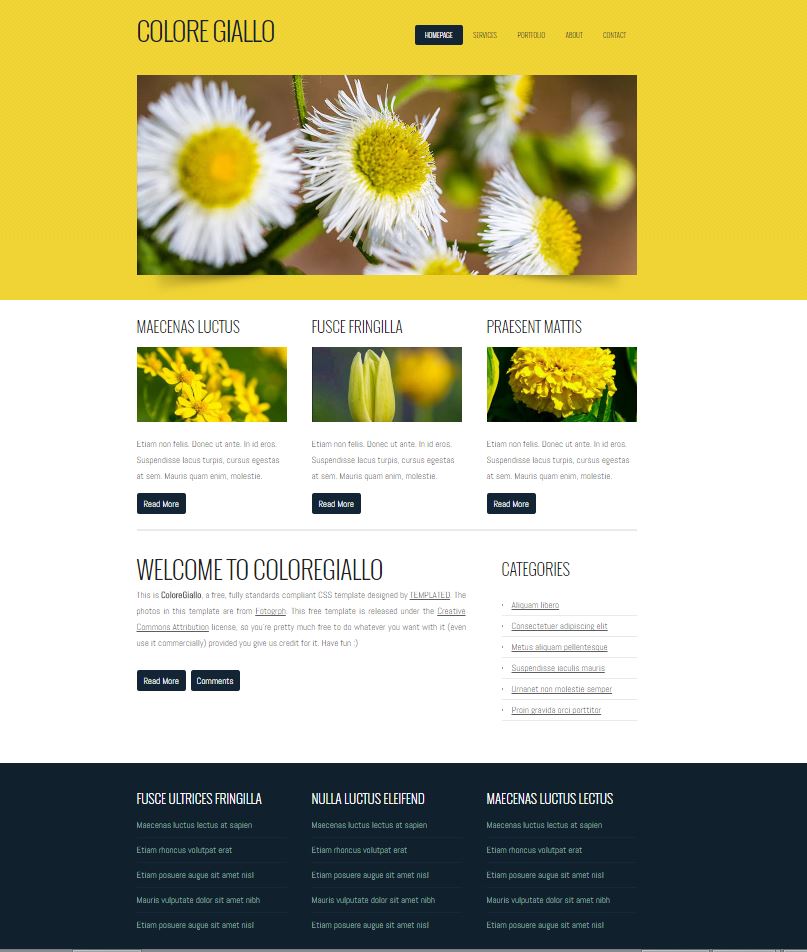 COLORE GIALLO
HOMEPAGE SERVICES PORTFOLIO ABOUT CONTACT
MAECENAS LUCTUS
Etiam non felis. Donec ut ante. In id eros.
Suspendisse lacus turpis, cursus egestas
at sem. Mauris quam enim, molestie.
Read More
FUSCE FRINGILLA
Etiam non felis. Donec ut ante. In id eros.
Suspendisse lacus turpis, cursus egestas
at sem. Mauris quam enim, molestie.
Read More
PRAESENT MATTIS
Etiam non felis. Donec ut ante. In id eros.
Suspendisse lacus turpis, cursus egestas
at sem. Mauris quam enim, molestie.
Read More
WELCOME TO COLOREGIALLO
This is ColoreGiallo, a free, fully standards compliant CSS template designed by TEMPLATED. The
photos in this template are from Fotogrph. This free template is released under the Creative
Commons Attribution license, so you're pretty much free to do whatever you want with it (even
use it commercially) provided you give us credit for it. Have fun :)
Read More Comments
CATEGORIES
Aliquam libero
Consectetuer adipiscing elit
Metus aliquam pellentesque
Suspendisse iaculis mauris
Urnanet non molestie semper
Proin gravida orci porttitor
FUSCE ULTRICES FRINGILLA
Maecenas luctus lectus at sapien
Etiam rhoncus volutpat erat
Etiam posuere augue sit amet nisl
Mauris vulputate dolor sit amet nibh
Etiam posuere augue sit amet nisl
NULLA LUCTUS ELEIFEND
Maecenas luctus lectus at sapien
Etiam rhoncus volutpat erat
Etiam posuere augue sit amet nisl
Mauris vulputate dolor sit amet nibh
Etiam posuere augue sit amet nisl
MAECENAS LUCTUS LECTUS
Maecenas luctus lectus at sapien
Etiam rhoncus volutpat erat
Etiam posuere augue sit amet nisl
Mauris vulputate dolor sit amet nibh
Etiam posuere augue sit amet nisl